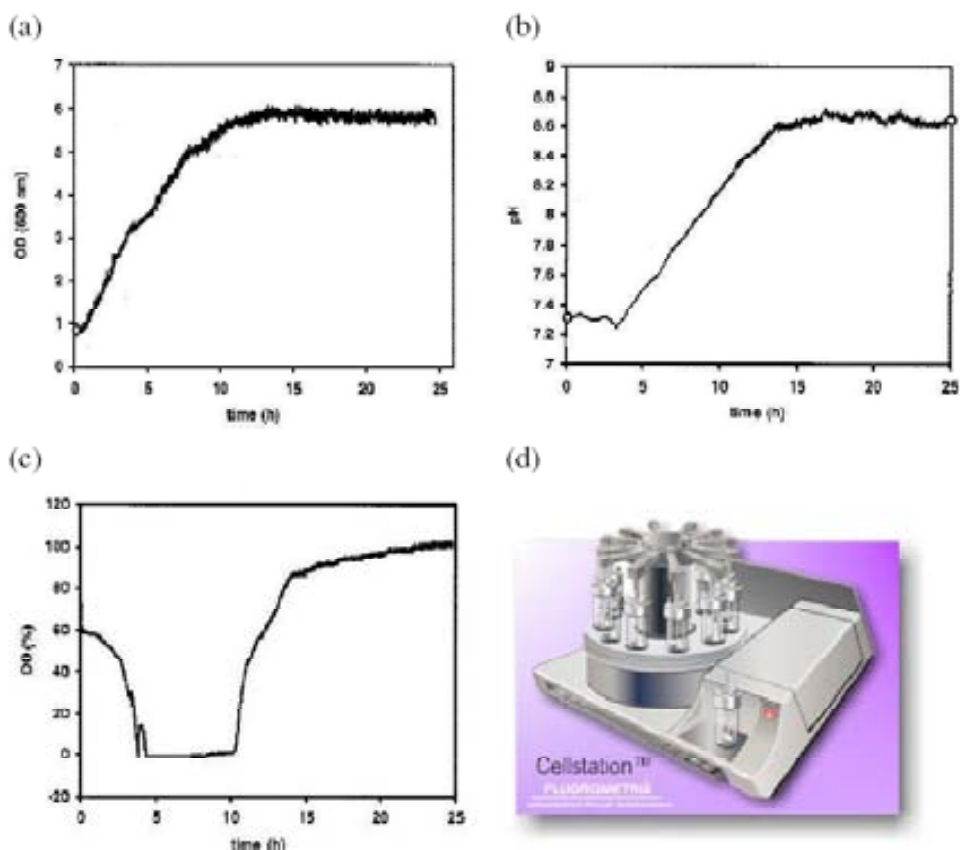 (a)
(b)
7
6
5
4
3
2
1
0
OD (600 nm)
0 5 10 15 20 25
time (h)
9
8.8
8.6
8.4
8.2
8
7.8
7.6
7.4
7.2
7
pH
0 5 10 15 20 25
time (h)
(c)
(d)
120
100
80
60
40
20
0
-20
DO (%)
0 5 10 15 20 25
time (h)
Cellstation™
FLUOROMETRIX